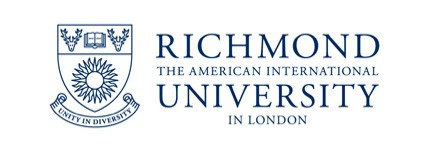 UNITY IN DIVERSITY
RICHMOND
THE AMERICAN INTERNATIONAL
UNIVERSITY
IN LONDON